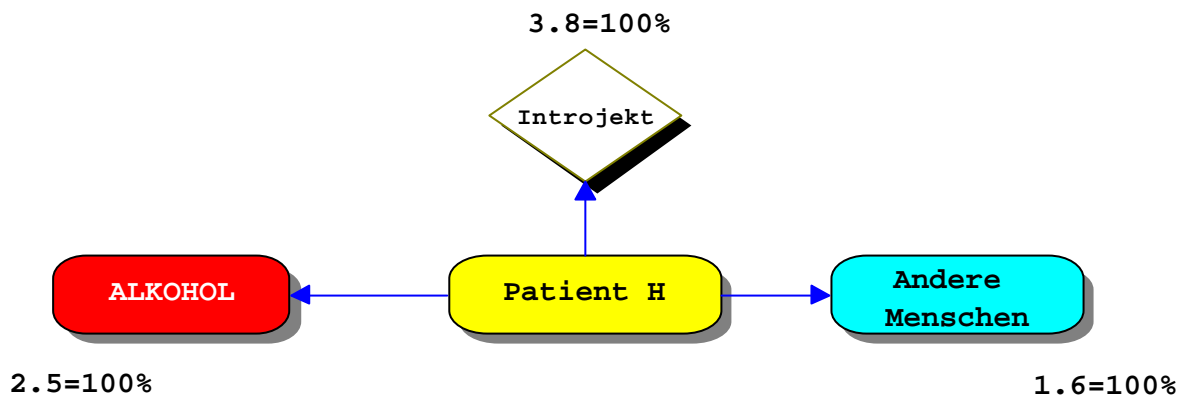 3.8=100%
Introjekt
ALKOHOL
Patient H
Andere
Menschen
2.5=100%
1.6=100%